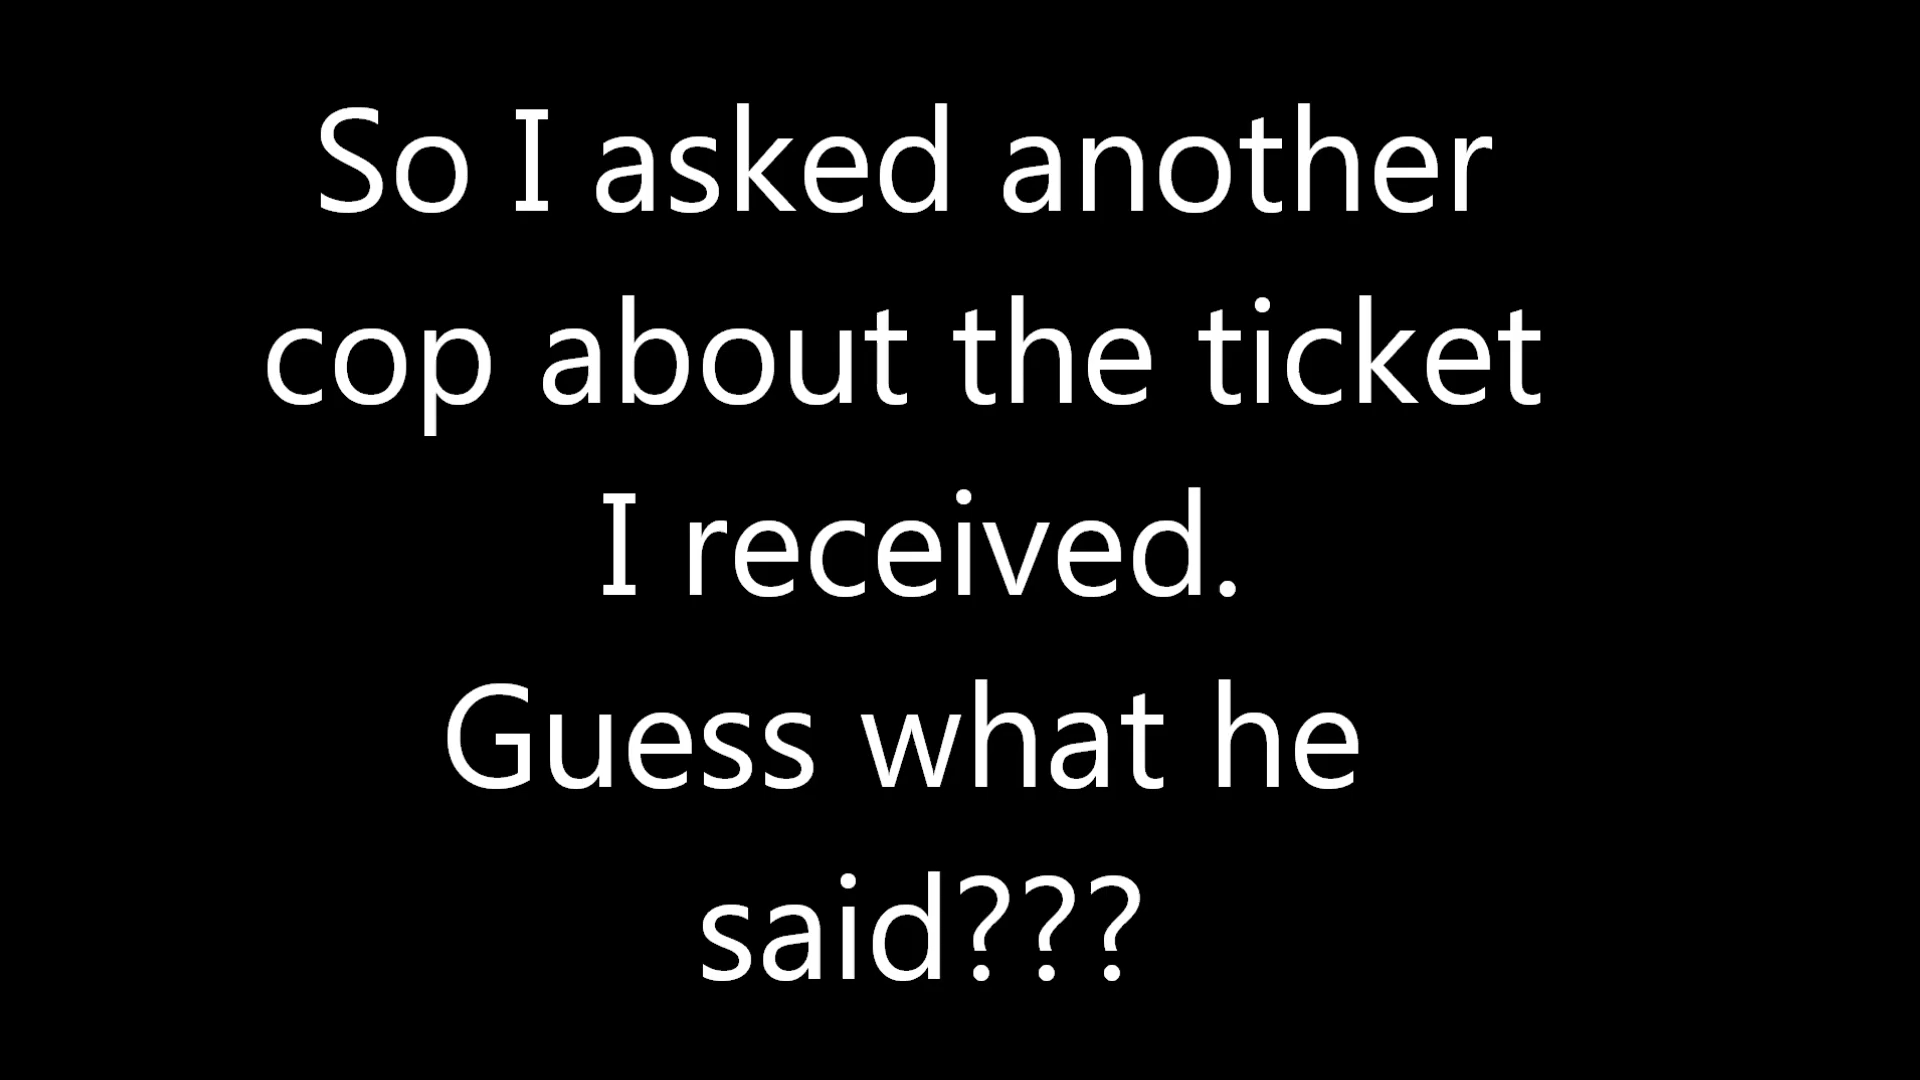 So I asked another
cop about the ticket
I received.
Guess what he
said???